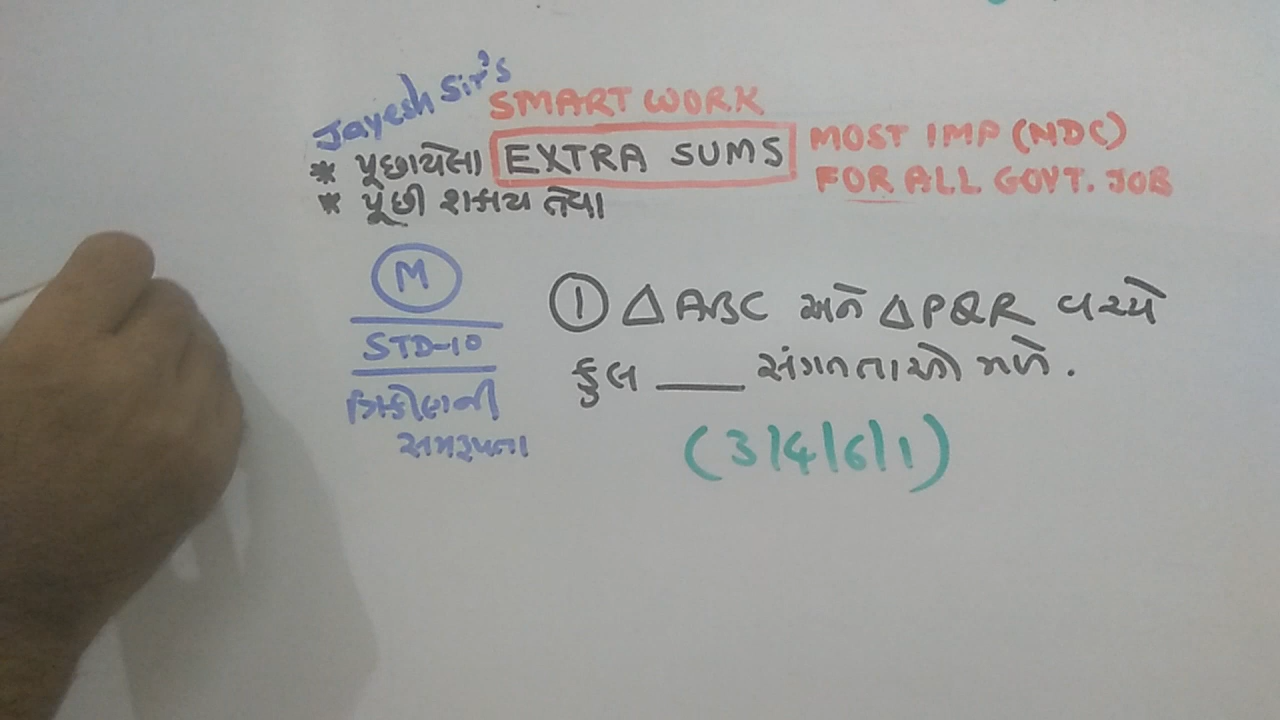 Jayesh Sir's
SMART WORK
* પૂછાયેલા EXTRA SUMS
* પૂછી શકાય તેવા
MOST IMP (NDC)
FOR ALL GOVT. JOB
M
STD-10
ત્રિકોણની
સમરૂપતા
① △ABC અને △PQR વચ્ચે
કુલ ___ સંગતતાઓ મળે.
(3/4/6/1)